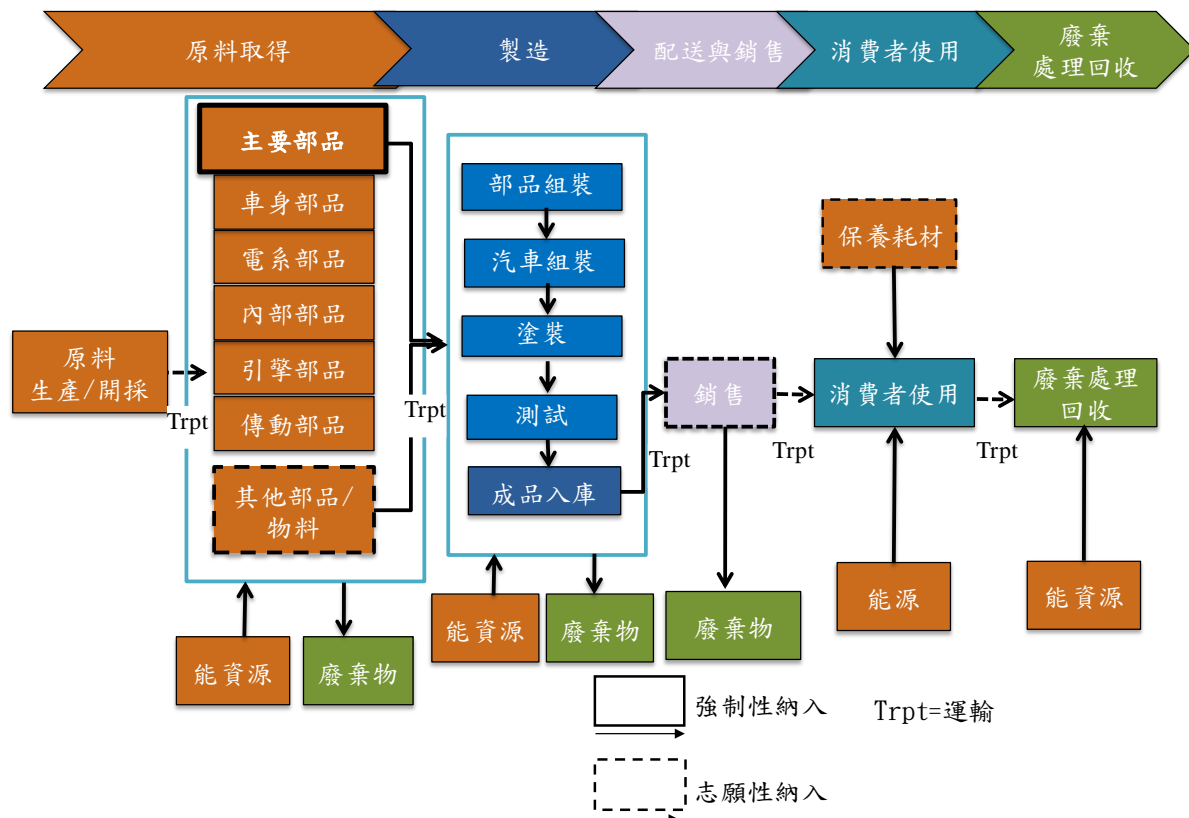 原料取得
製造
配送與銷售
消費者使用
廢棄
處理回收
主要部品
車身部品
電系部品
內部部品
引擎部品
傳動部品
其他部品/
物料
原料
生產/開採
Trpt
Trpt
部品組裝
汽車組裝
塗裝
測試
成品入庫
Trpt
銷售
Trpt
保養耗材
消費者使用
Trpt
廢棄處理
回收
能資源
廢棄物
能資源
廢棄物
廢棄物
能源
能資源
強制性納入
Trpt=運輸
志願性納入